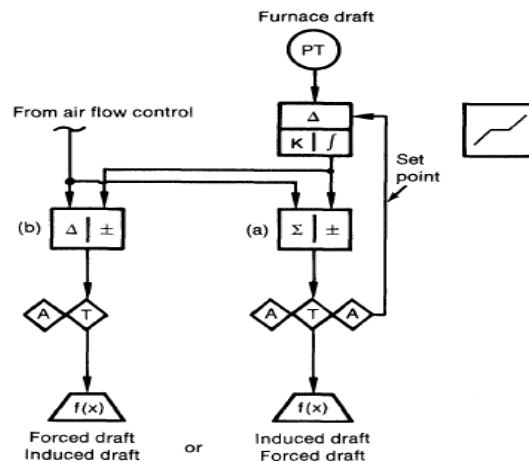 Furnace draft
PT
From air flow control
Δ
K ∫
Set
point
(b) Δ ±
(a) Σ ±
A T
A T A
f(x)
f(x)
Forced draft
Induced draft
or
Induced draft
Forced draft